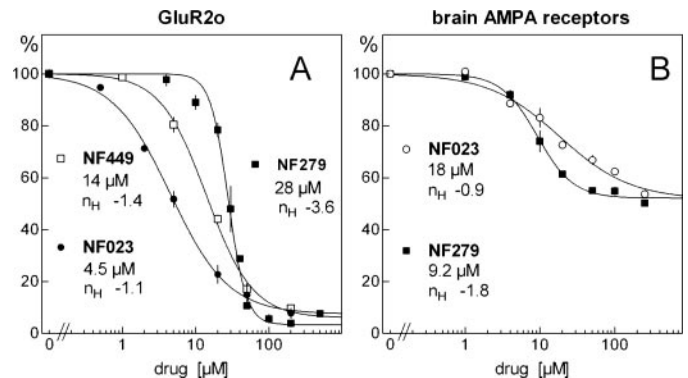 GluR2o
brain AMPA receptors
%
A
100
80
60
40
20
0
NF449
14 µM
nH -1.4
NF279
28 µM
nH -3.6
NF023
4.5 µM
nH -1.1
0 1 10 100
drug [µM]
%
B
100
80
60
40
20
0
NF023
18 µM
nH -0.9
NF279
9.2 µM
nH -1.8
0 1 10 100
drug [µM]